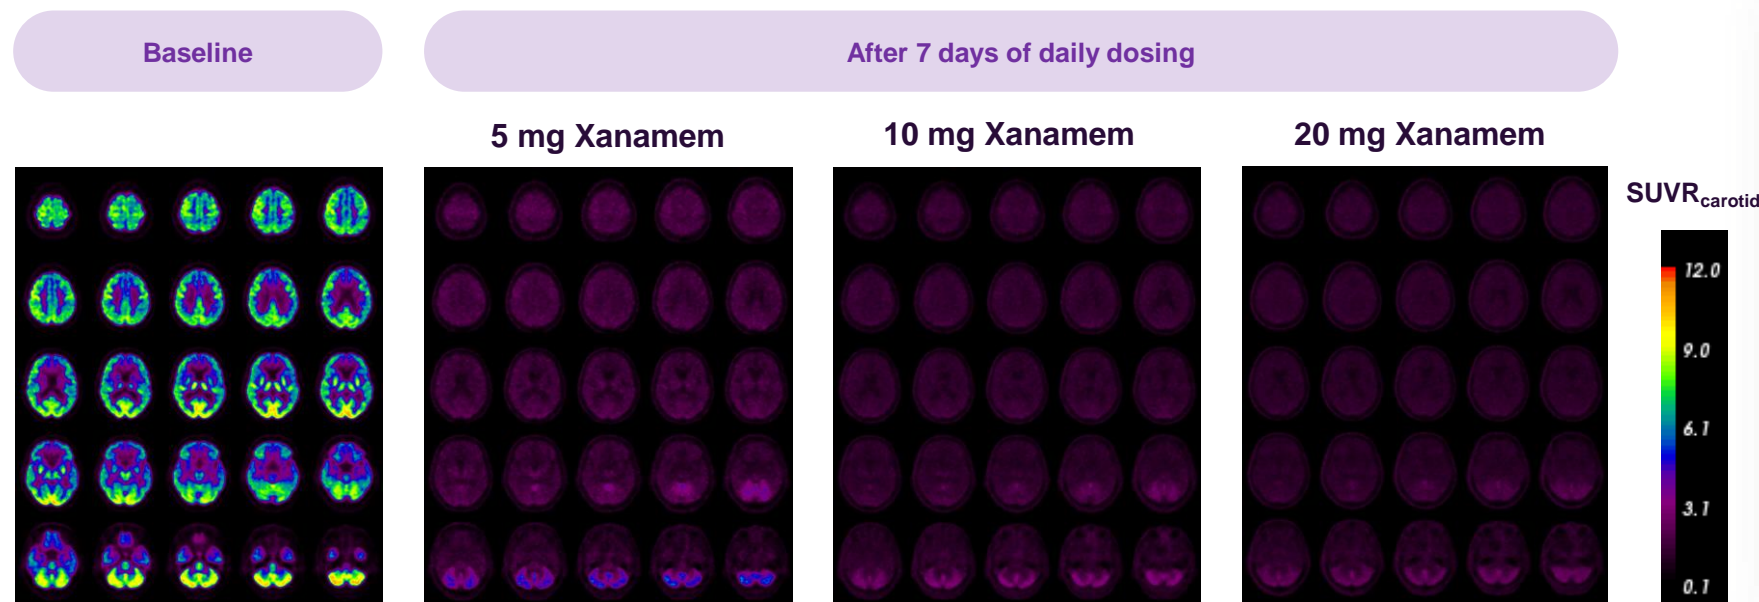 Baseline
After 7 days of daily dosing
5 mg Xanamem
10 mg Xanamem
20 mg Xanamem
SUVRcarotid
12.0
9.0
6.1
3.1
0.1